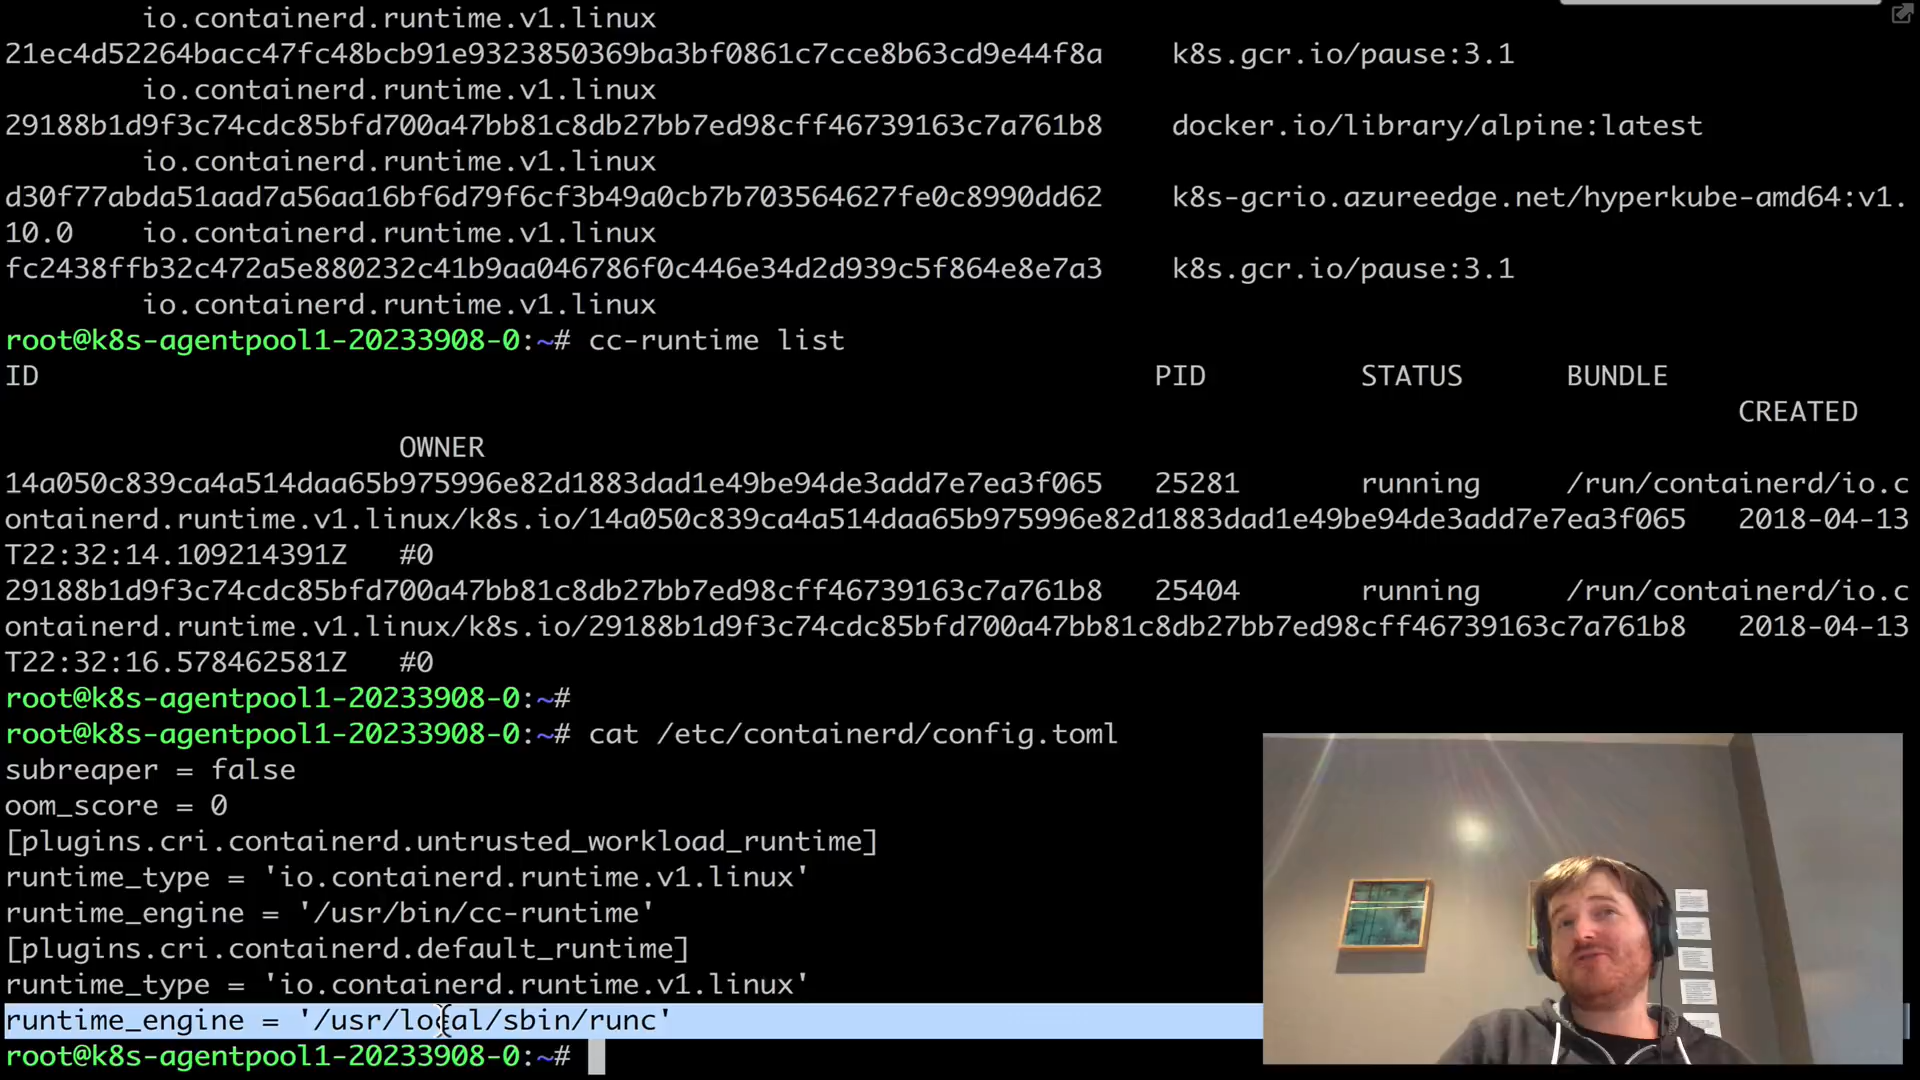 io.containerd.runtime.v1.linux
21ec4d52264bacc47fc48bcb91e9323850369ba3bf0861c7cce8b63cd9e44f8a    k8s.gcr.io/pause:3.1
io.containerd.runtime.v1.linux
29188b1d9f3c74cdc85bfd700a47bb81c8db27bb7ed98cff46739163c7a761b8    docker.io/library/alpine:latest
io.containerd.runtime.v1.linux
d30f77abda51aad7a56aa16bf6d79f6cf3b49a0cb7b703564627fe0c8990dd62    k8s-gcrio.azureedge.net/hyperkube-amd64:v1.
10.0    io.containerd.runtime.v1.linux
fc2438ffb32c472a5e880232c41b9aa046786f0c446e34d2d939c5f864e8e7a3    k8s.gcr.io/pause:3.1
io.containerd.runtime.v1.linux
root@k8s-agentpool1-20233908-0:~# cc-runtime list
ID    PID    STATUS    BUNDLE
CREATED
OWNER
14a050c839ca4a514daa65b975996e82d1883dad1e49be94de3add7e7ea3f065   25281    running    /run/containerd/io.c
ontainerd.runtime.v1.linux/k8s.io/14a050c839ca4a514daa65b975996e82d1883dad1e49be94de3add7e7ea3f065   2018-04-13
T22:32:14.109214391Z   #0
29188b1d9f3c74cdc85bfd700a47bb81c8db27bb7ed98cff46739163c7a761b8   25404    running    /run/containerd/io.c
ontainerd.runtime.v1.linux/k8s.io/29188b1d9f3c74cdc85bfd700a47bb81c8db27bb7ed98cff46739163c7a761b8   2018-04-13
T22:32:16.578462581Z   #0
root@k8s-agentpool1-20233908-0:~#
root@k8s-agentpool1-20233908-0:~# cat /etc/containerd/config.toml
subreaper = false
oom_score = 0
[plugins.cri.containerd.untrusted_workload_runtime]
runtime_type = 'io.containerd.runtime.v1.linux'
runtime_engine = '/usr/bin/cc-runtime'
[plugins.cri.containerd.default_runtime]
runtime_type = 'io.containerd.runtime.v1.linux'
runtime_engine = '/usr/local/sbin/runc'
root@k8s-agentpool1-20233908-0:~#